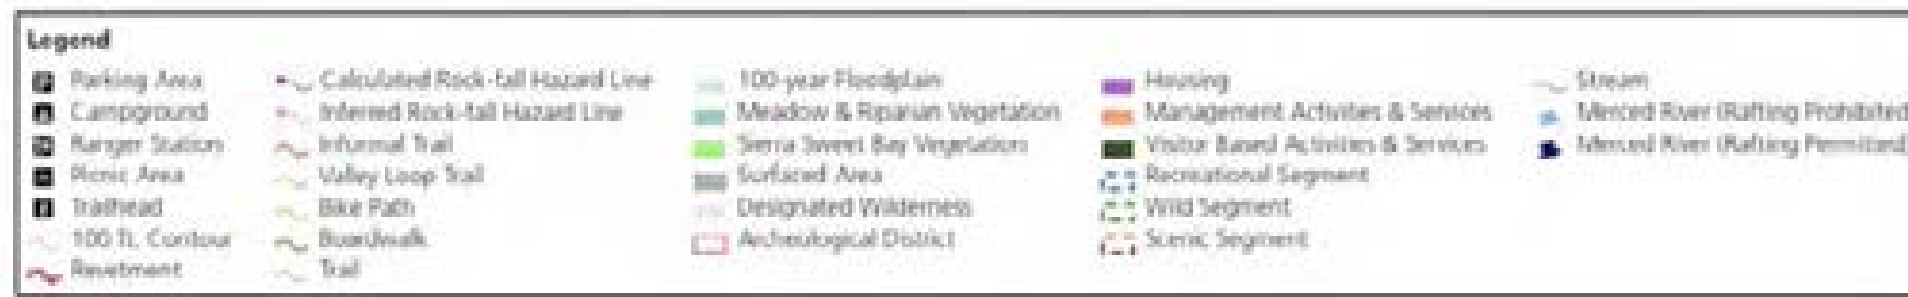 Legend
Parking Area
Campground
Ranger Station
Picnic Area
Trailhead
100 ft. Contour
Revetment
Calculated Rock-fall Hazard Line
Inferred Rock-fall Hazard Line
Informal Trail
Valley Loop Trail
Bike Path
Boardwalk
Trail
100-year Floodplain
Meadow & Riparian Vegetation
Sierra Sweet Bay Vegetation
Surfaced Area
Designated Wilderness
Archeological District
Housing
Management Activities & Services
Visitor Based Activities & Services
Recreational Segment
Wild Segment
Scenic Segment
Stream
Merced River (Rafting Prohibited
Merced River (Rafting Permitted)